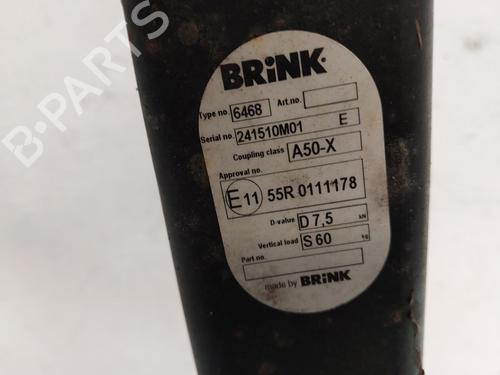 BRINK
Type no. 6468 Art.no.
Serial no. 241510M01 E
Coupling class A50-X
Approval no.
E11 55R 0111178
D-value D 7,5 kN
Vertical load S 60 kg
Part no.
made by BRINK
B-PARTS